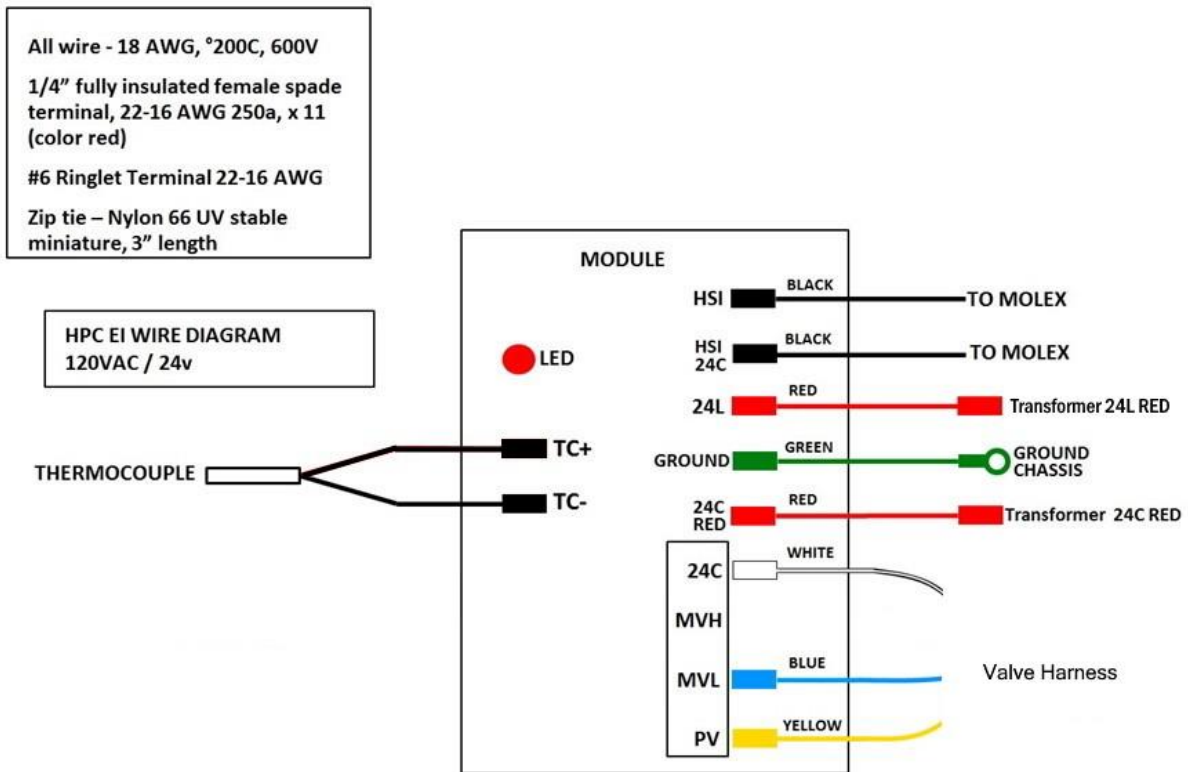 All wire - 18 AWG, °200C, 600V
1/4” fully insulated female spade
terminal, 22-16 AWG 250a, x 11
(color red)
#6 Ringlet Terminal 22-16 AWG
Zip tie – Nylon 66 UV stable
miniature, 3” length
HPC EI WIRE DIAGRAM
120VAC / 24v
MODULE
HSI
BLACK
TO MOLEX
HSI
24C
BLACK
TO MOLEX
LED
24L
RED
Transformer 24L RED
THERMOCOUPLE
TC+
TC-
GROUND
GREEN
GROUND
CHASSIS
24C
RED
RED
Transformer 24C RED
24C
WHITE
MVH
MVL
BLUE
Valve Harness
PV
YELLOW